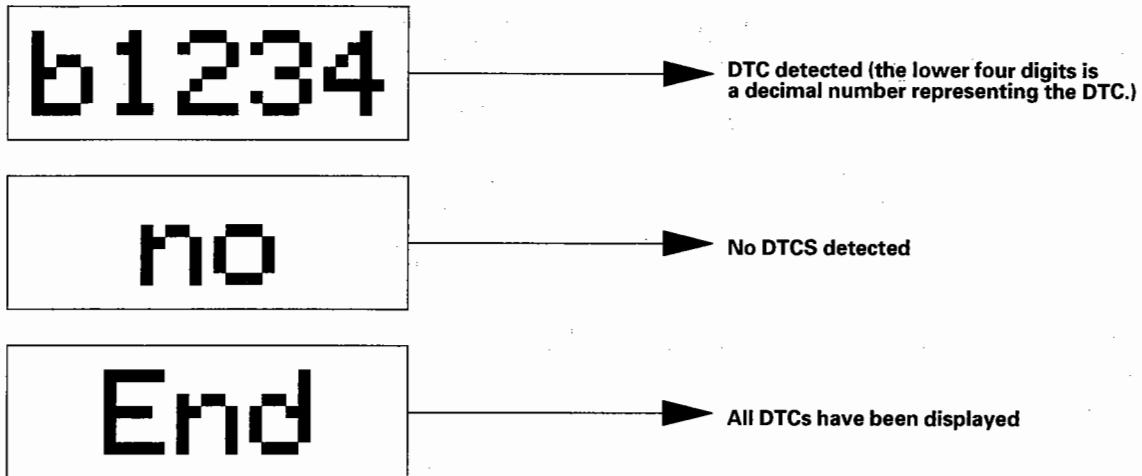 b1234
DTC detected (the lower four digits is
a decimal number representing the DTC.)
no
No DTCS detected
End
All DTCs have been displayed